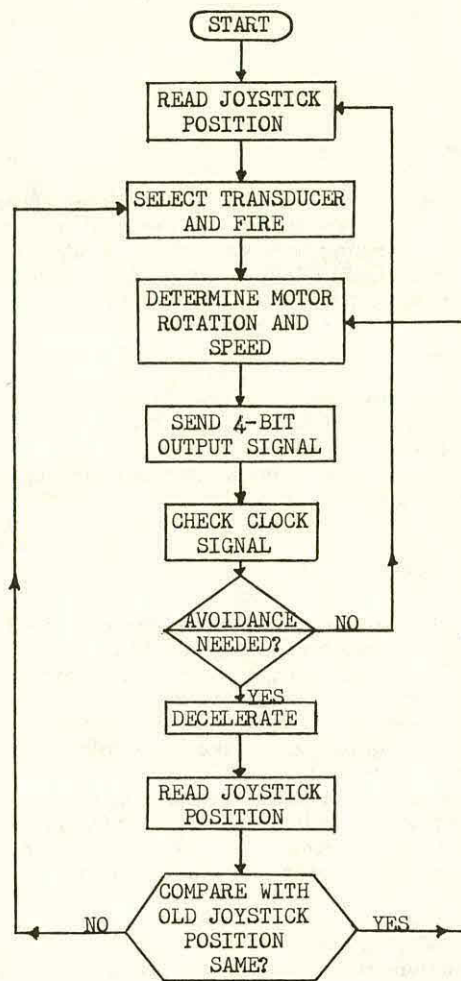 START
READ JOYSTICK
POSITION
SELECT TRANSDUCER
AND FIRE
DETERMINE MOTOR
ROTATION AND
SPEED
SEND 4-BIT
OUTPUT SIGNAL
CHECK CLOCK
SIGNAL
AVOIDANCE
NEEDED?
NO
YES
DECELERATE
READ JOYSTICK
POSITION
COMPARE WITH
OLD JOYSTICK
POSITION
SAME?
NO
YES